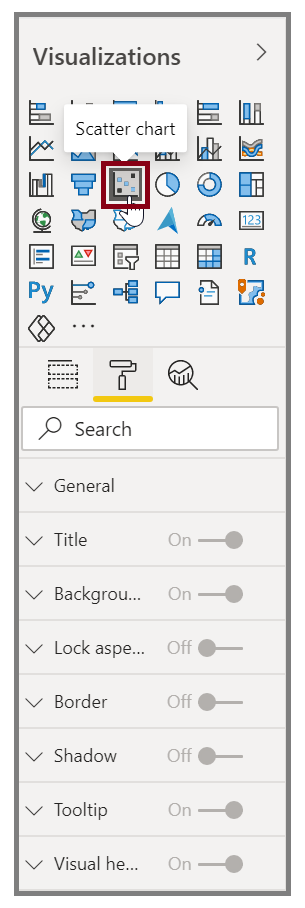 Visualizations
Scatter chart
123
R
Py
Search
General
Title On
Backgrou... On
Lock aspe... Off
Border Off
Shadow Off
Tooltip On
Visual he... On